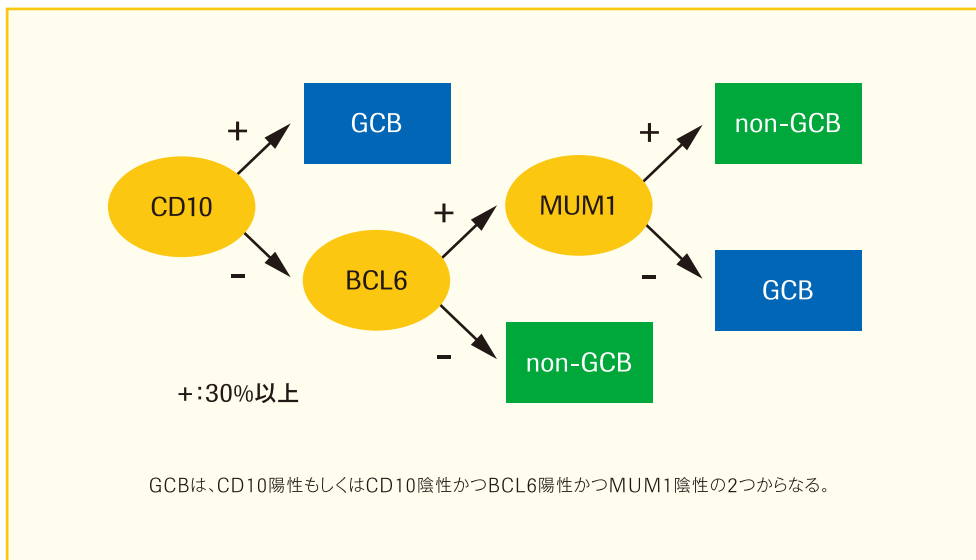 GCB
non-GCB
+
+
CD10
MUM1
+
-
BCL6
-
GCB
-
non-GCB
+:30%以上
GCBは、CD10陽性もしくはCD10陰性かつBCL6陽性かつMUM1陰性の2つからなる。